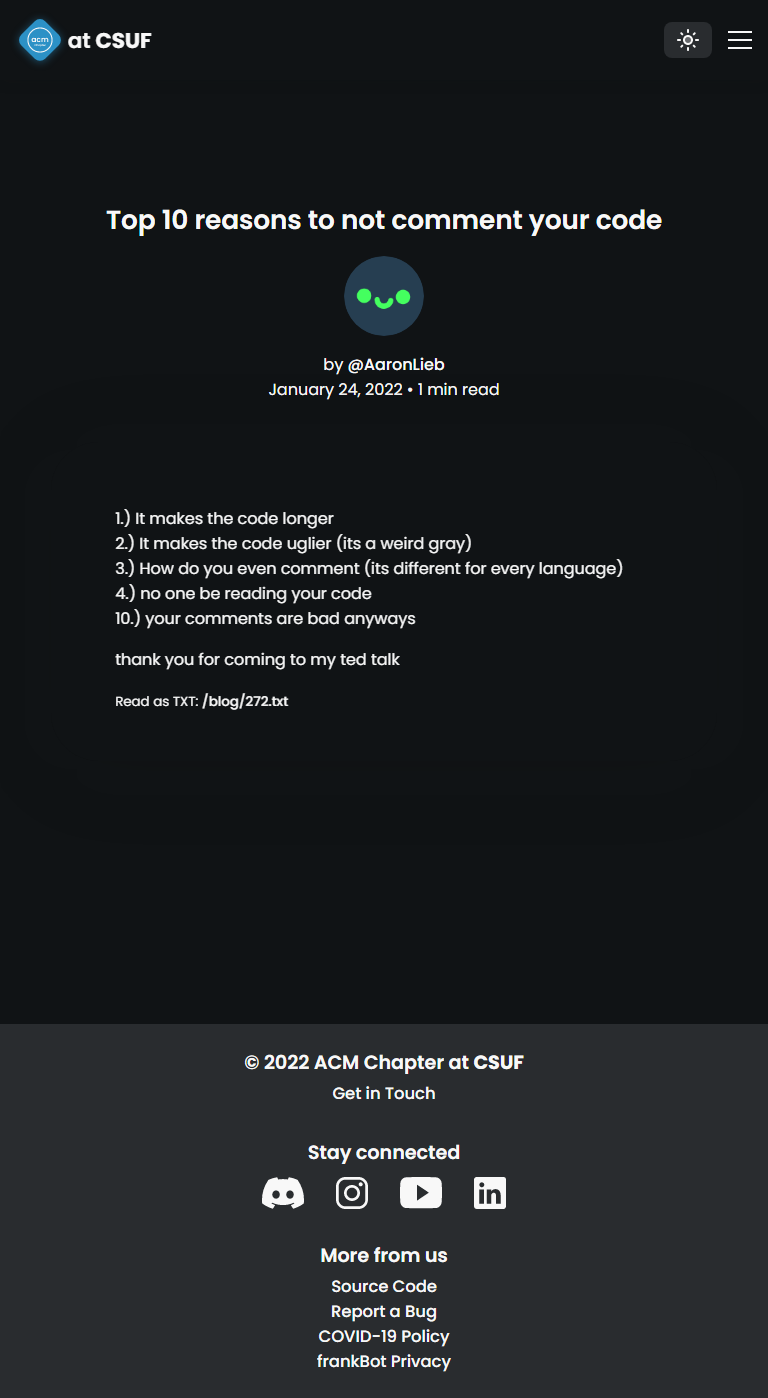 acm
at CSUF
Top 10 reasons to not comment your code
by @AaronLieb
January 24, 2022 • 1 min read
1.) It makes the code longer
2.) It makes the code uglier (its a weird gray)
3.) How do you even comment (its different for every language)
4.) no one be reading your code
10.) your comments are bad anyways
thank you for coming to my ted talk
Read as TXT: /blog/272.txt
© 2022 ACM Chapter at CSUF
Get in Touch
Stay connected
in
More from us
Source Code
Report a Bug
COVID-19 Policy
frankBot Privacy